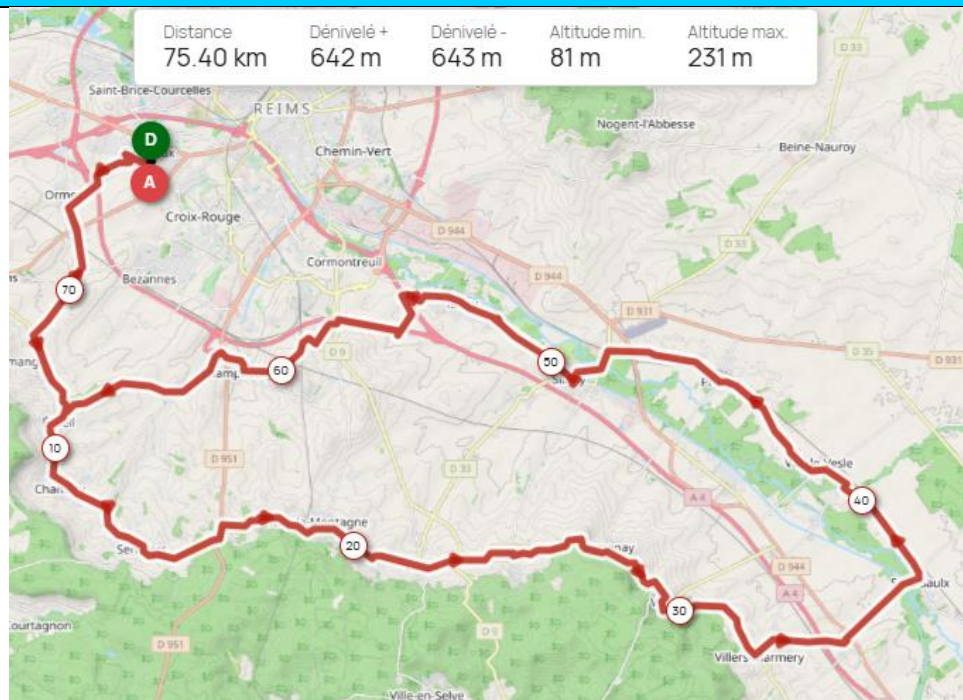 Distance Dénivelé + Dénivelé - Altitude min. Altitude max.
75.40 km 642 m 643 m 81 m 231 m
D 33
Saint-Brice-Courcelles
REIMS
Nogent-l'Abbesse
D
Chemin-Vert
Beine-Nauroy
A
Croix-Rouge
D 944
D 33
Cormontreuil
Bezannes
D 944
70
D 931
D 9
50
D 35
D 931
60
10
D 951
D 33
A 4
40
20
D 944
A 4
30
Courtagnon
D 951
D 9
Ville-en-Selve